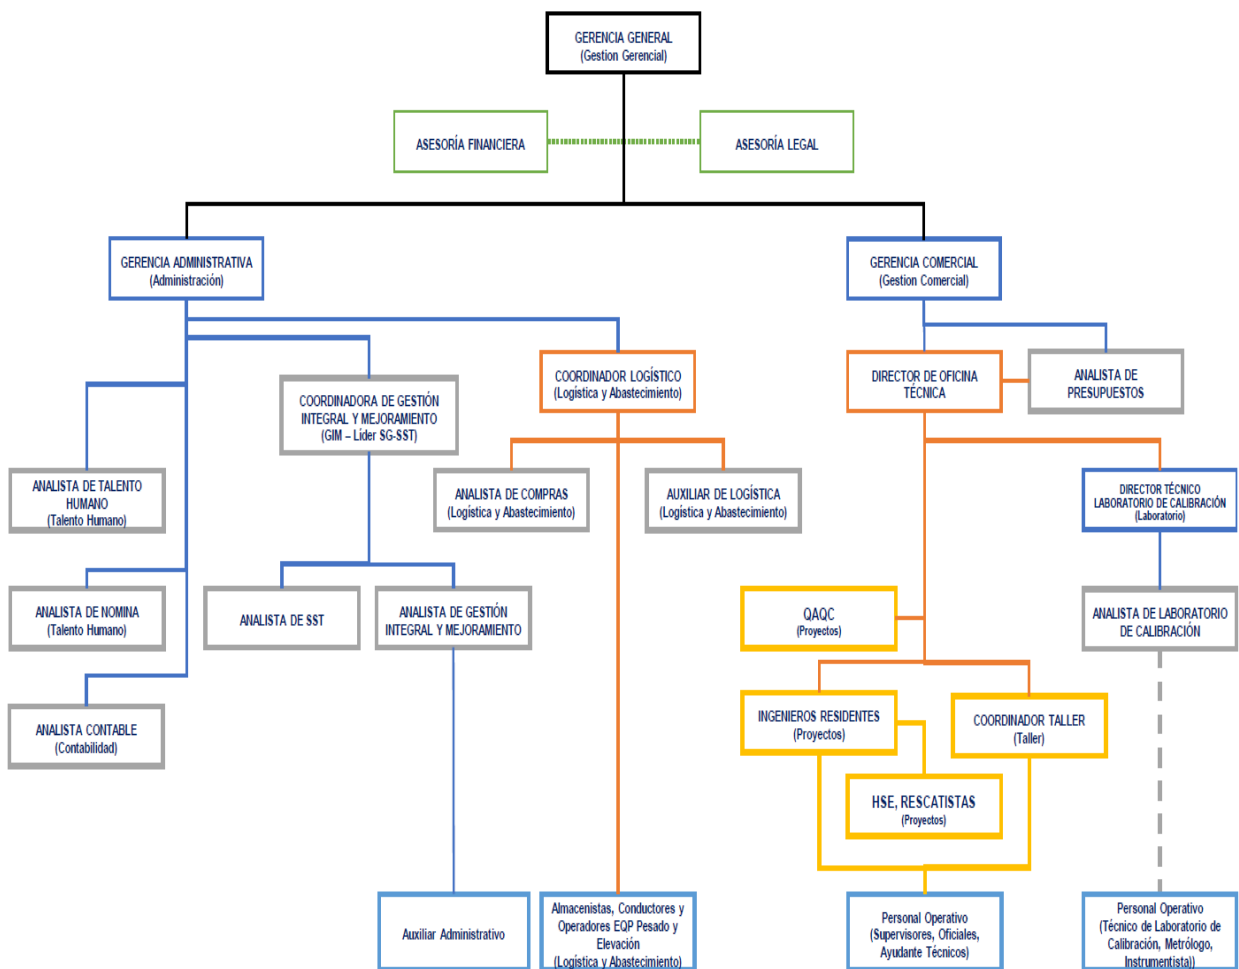 GERENCIA GENERAL
(Gestion Gerencial)
ASESORÍA FINANCIERA
ASESORÍA LEGAL
GERENCIA ADMINISTRATIVA
(Administración)
GERENCIA COMERCIAL
(Gestion Comercial)
COORDINADORA DE GESTIÓN
INTEGRAL Y MEJORAMIENTO
(GIM – Líder SG-SST)
COORDINADOR LOGÍSTICO
(Logística y Abastecimiento)
DIRECTOR DE OFICINA
TÉCNICA
ANALISTA DE
PRESUPUESTOS
ANALISTA DE TALENTO
HUMANO
(Talento Humano)
ANALISTA DE COMPRAS
(Logística y Abastecimiento)
AUXILIAR DE LOGÍSTICA
(Logística y Abastecimiento)
DIRECTOR TÉCNICO
LABORATORIO DE CALIBRACIÓN
(Laboratorio)
ANALISTA DE NOMINA
(Talento Humano)
ANALISTA DE SST
ANALISTA DE GESTIÓN
INTEGRAL Y MEJORAMIENTO
QAQC
(Proyectos)
ANALISTA DE LABORATORIO
DE CALIBRACIÓN
ANALISTA CONTABLE
(Contabilidad)
INGENIEROS RESIDENTES
(Proyectos)
COORDINADOR TALLER
(Taller)
HSE, RESCATISTAS
(Proyectos)
Auxiliar Administrativo
Almacenistas, Conductores y
Operadores EQP Pesado y
Elevación
(Logística y Abastecimiento)
Personal Operativo
(Supervisores, Oficiales,
Ayudante Técnicos)
Personal Operativo
(Técnico de Laboratorio de
Calibración, Metrólogo,
Instrumentista))